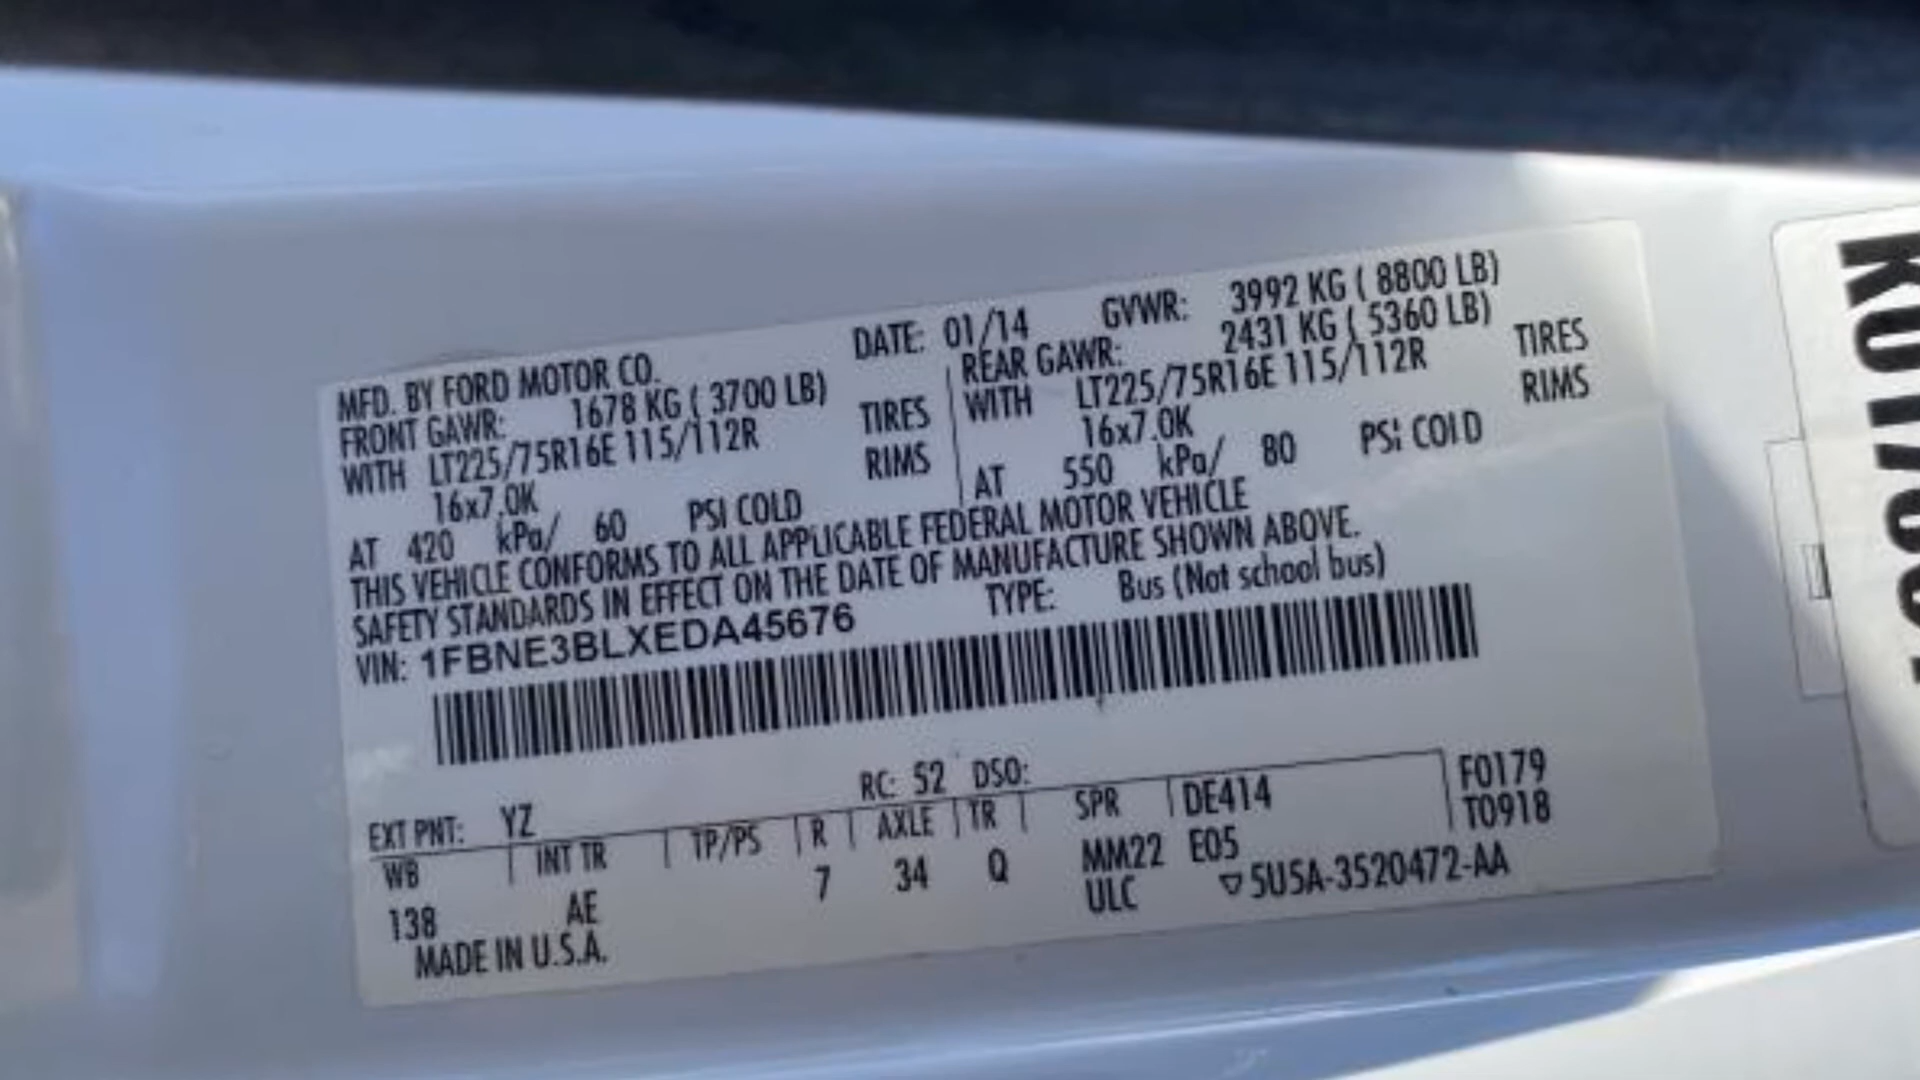 MFD. BY FORD MOTOR CO. DATE: 01/14 GVWR: 3992 KG ( 8800 LB)
FRONT GAWR: 1678 KG ( 3700 LB) REAR GAWR: 2431 KG ( 5360 LB)
WITH LT225/75R16E 115/112R TIRES WITH LT225/75R16E 115/112R TIRES
16x7.0K RIMS 16x7.0K RIMS
AT 420 kPa/ 60 PSI COLD AT 550 kPa/ 80 PSI COLD
THIS VEHICLE CONFORMS TO ALL APPLICABLE FEDERAL MOTOR VEHICLE
SAFETY STANDARDS IN EFFECT ON THE DATE OF MANUFACTURE SHOWN ABOVE.
VIN: 1FBNE3BLXEDA45676 TYPE: Bus (Not school bus)
EXT PNT: YZ RC: 52 DSO: F0179
WB INT TR TP/PS R AXLE TR SPR DE414 T0918
138 AE 7 34 Q MM22 E05
MADE IN U.S.A. ULC 5U5A-3520472-AA